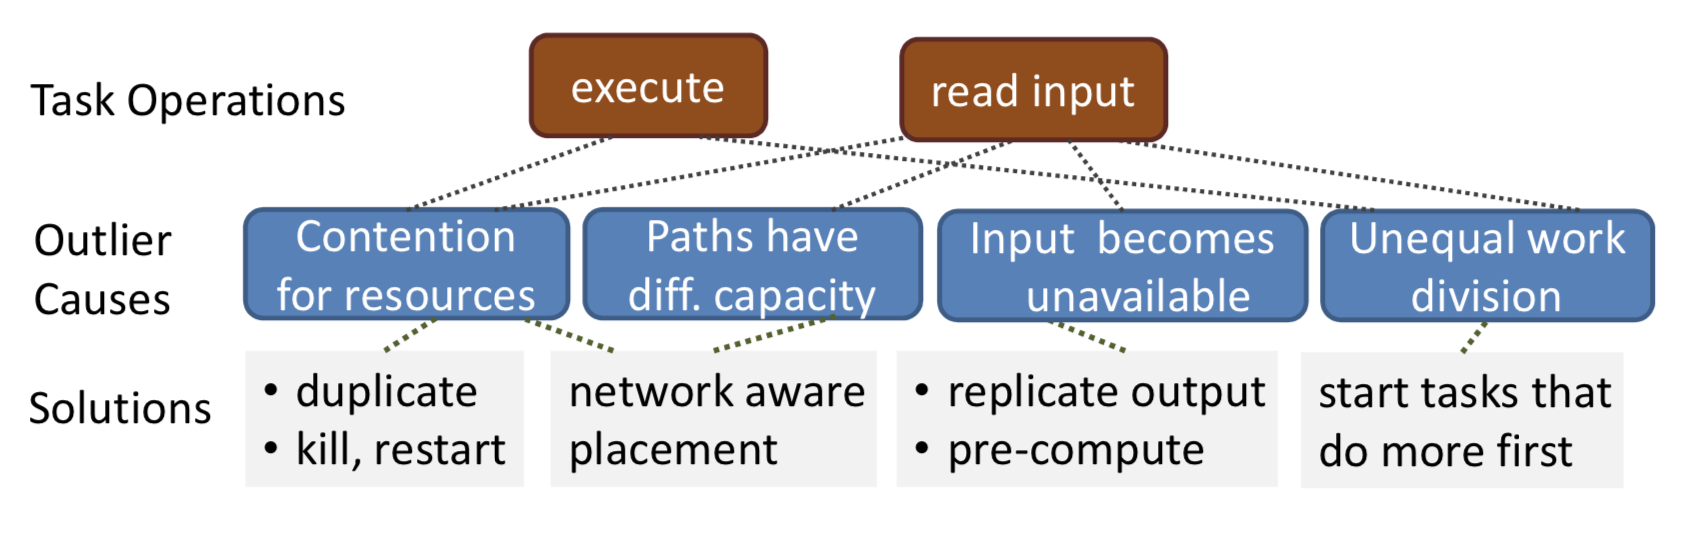 Task Operations
execute
read input
Outlier
Causes
Contention
for resources
Paths have
diff. capacity
Input becomes
unavailable
Unequal work
division
Solutions
• duplicate
• kill, restart
network aware
placement
• replicate output
• pre-compute
start tasks that
do more first